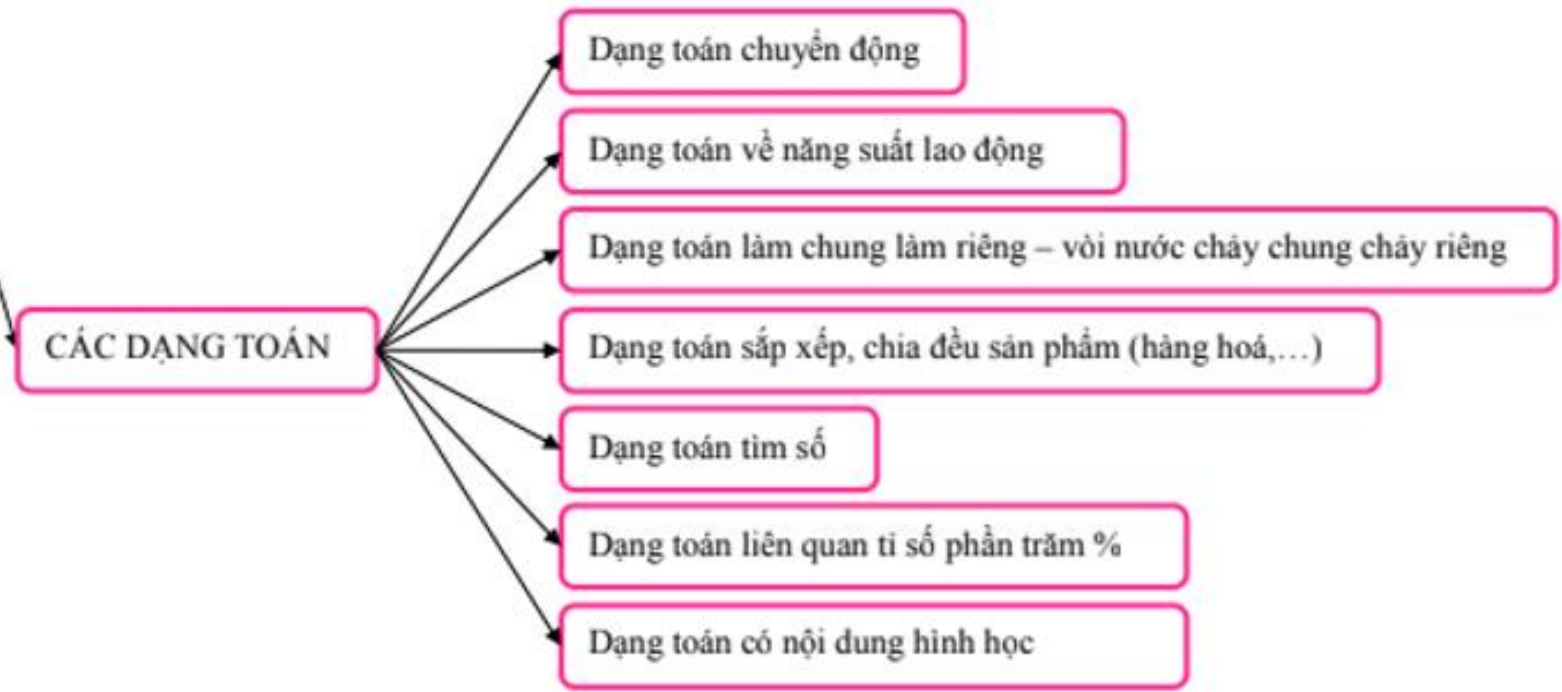 Dạng toán chuyển động
Dạng toán về năng suất lao động
Dạng toán làm chung làm riêng – vòi nước chảy chung chảy riêng
CÁC DẠNG TOÁN
Dạng toán sắp xếp, chia đều sản phẩm (hàng hoá,…)
Dạng toán tìm số
Dạng toán liên quan tỉ số phần trăm %
Dạng toán có nội dung hình học